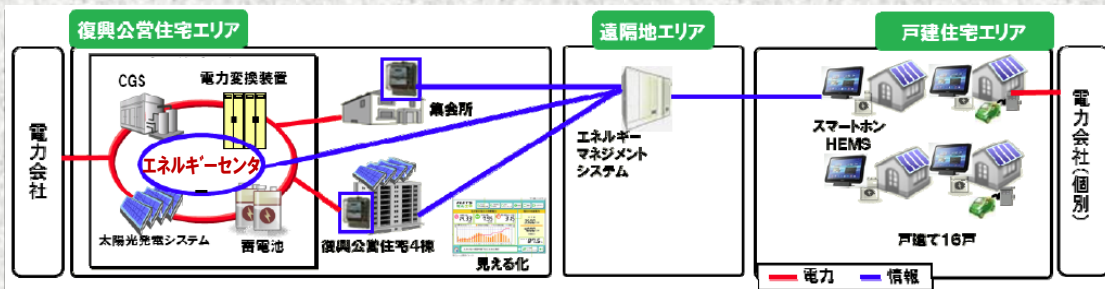 復興公営住宅エリア
遠隔地エリア
戸建住宅エリア
電力会社
CGS
電力変換装置
エネルギーセンタ
太陽光発電システム
蓄電池
集会所
復興公営住宅4棟
見える化
エネルギー
マネジメント
システム
スマートホン
HEMS
戸建て16戸
電力会社(個別)
電力
情報